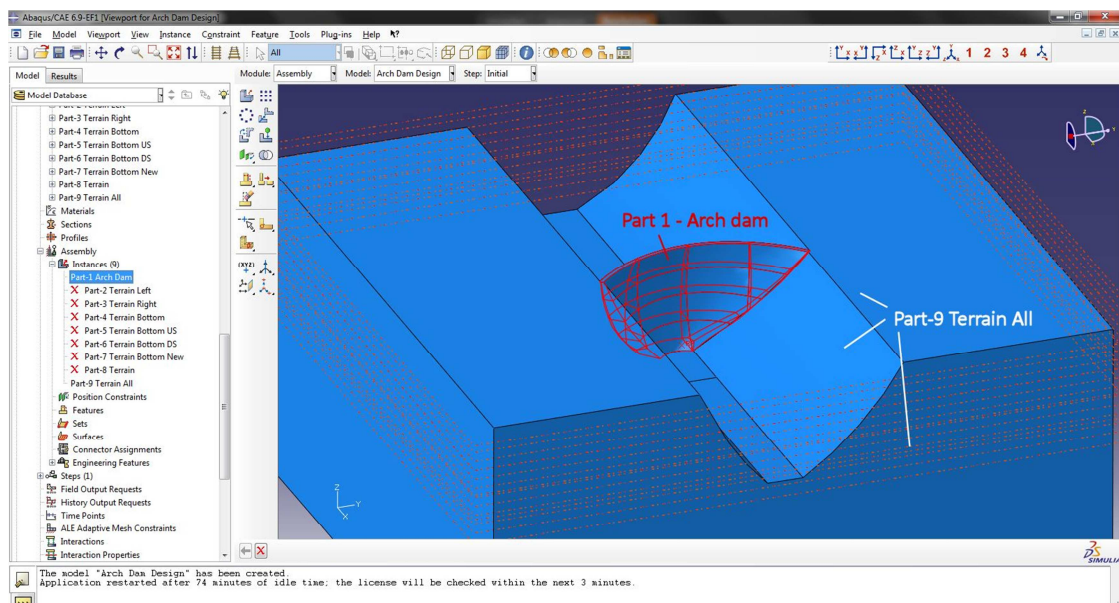 Abaqus/CAE 6.9-EF1 [Viewport for Arch Dam Design]
File Model Viewport View Instance Constraint Feature Tools Plug-ins Help
All
1 2 3 4
Model Results
Module: Assembly Model: Arch Dam Design Step: Initial
Model Database
Part-2 Terrain Left
Part-3 Terrain Right
Part-4 Terrain Bottom
Part-5 Terrain Bottom US
Part-6 Terrain Bottom DS
Part-7 Terrain Bottom New
Part-8 Terrain
Part-9 Terrain All
Materials
Sections
Profiles
Assembly
Instances (9)
Part-1 Arch Dam
Part-2 Terrain Left
Part-3 Terrain Right
Part-4 Terrain Bottom
Part-5 Terrain Bottom US
Part-6 Terrain Bottom DS
Part-7 Terrain Bottom New
Part-8 Terrain
Part-9 Terrain All
Position Constraints
Features
Sets
Surfaces
Connector Assignments
Engineering Features
Steps (1)
Field Output Requests
History Output Requests
Time Points
ALE Adaptive Mesh Constraints
Interactions
Interaction Properties
(XYZ)
Part 1 - Arch dam
Part-9 Terrain All
Z
Y
X
SIMULIA
The model "Arch Dam Design" has been created.
Application restarted after 74 minutes of idle time; the license will be checked within the next 3 minutes.